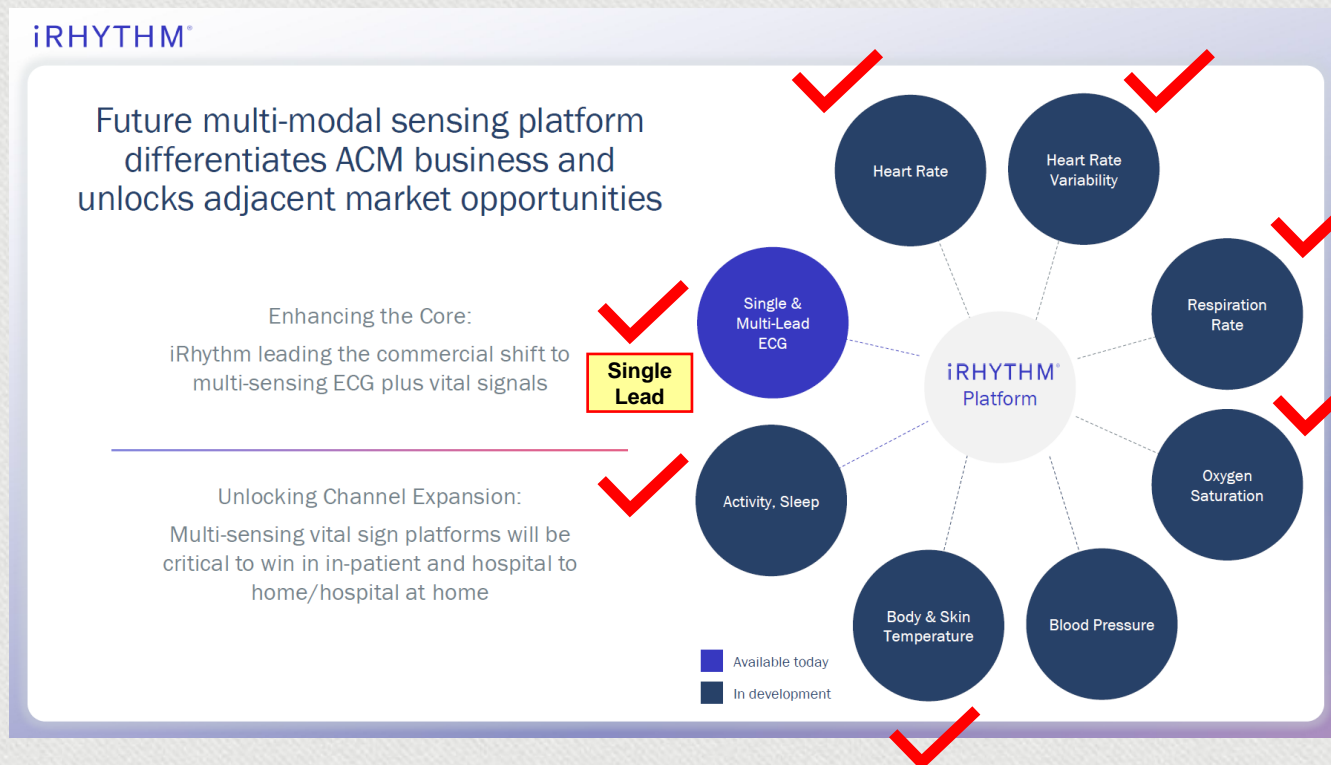 iRHYTHM®
Future multi-modal sensing platform
differentiates ACM business and
unlocks adjacent market opportunities
Enhancing the Core:
iRhythm leading the commercial shift to
multi-sensing ECG plus vital signals
Unlocking Channel Expansion:
Multi-sensing vital sign platforms will be
critical to win in in-patient and hospital to
home/hospital at home
Single
Lead
Heart Rate
Heart Rate
Variability
Single &
Multi-Lead
ECG
Respiration
Rate
iRHYTHM®
Platform
Activity, Sleep
Oxygen
Saturation
Body & Skin
Temperature
Blood Pressure
Available today
In development